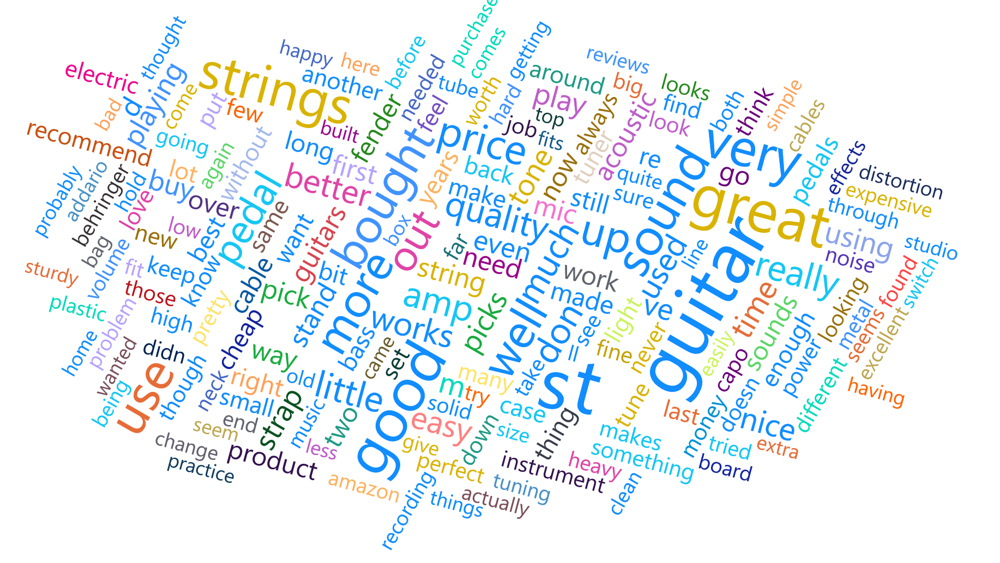 thought
purchase
comes
getting
happy
here
before
reviews
electric
strings
another
needed
tube
around
big
looks
playing
come
put
few
worth
hard
play
find
both
think
simple
cables
bad
d
fender
feel
top
always
acoustic
look
recommend
going
built
job
fits
tuner
very
pedals
effects
distortion
without
again
long
first
bought
price
now
tone
re
go
lot
years
back
quite
sound
expensive
probably
addario
behringer
hold
buy
pedal
better
make
still
sure
great
through
love
over
same
quality
mic
up
using
studio
low
new
best
want
guitars
box
out
far
even
much
used
line
guitar
noise
bag
volume
fit
keep
know
cable
bit
more
string
need
work
really
found
switch
sturdy
those
pick
stand
amp
picks
well
made
ve
time
sounds
looking
metal
plastic
problem
high
pretty
cheap
works
don
light
seems
excellent
home
wanted
didn
way
bass
came
set
see
ll
fine
never
easily
capo
enough
power
different
being
use
though
neck
right
old
little
good
m
many
try
take
st
having
small
end
strap
music
two
solid
case
tune
last
money
doesn
nice
seem
easy
down
size
thing
makes
tried
extra
change
product
less
give
perfect
instrument
heavy
something
board
practice
amazon
recording
things
actually
tuning
clean